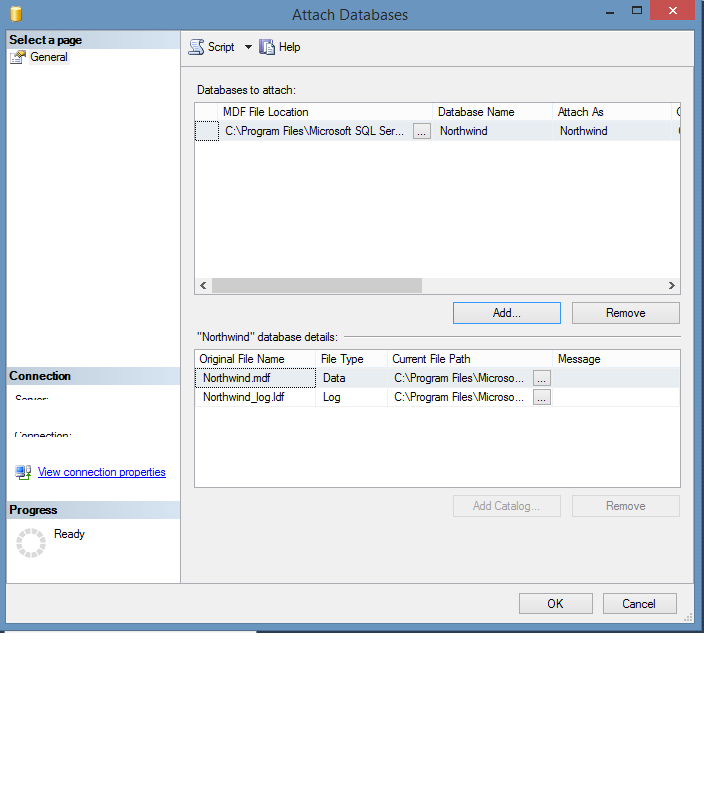 Attach Databases
Select a page
General
Script Help
Databases to attach:
MDF File Location Database Name Attach As
C:\Program Files\Microsoft SQL Ser... ... Northwind Northwind
Add... Remove
"Northwind" database details:
Original File Name File Type Current File Path Message
Northwind.mdf Data C:\Program Files\Microso... ...
Northwind_log.ldf Log C:\Program Files\Microso... ...
Add Catalog... Remove
Connection
Server:
Connection:
View connection properties
Progress
Ready
OK Cancel